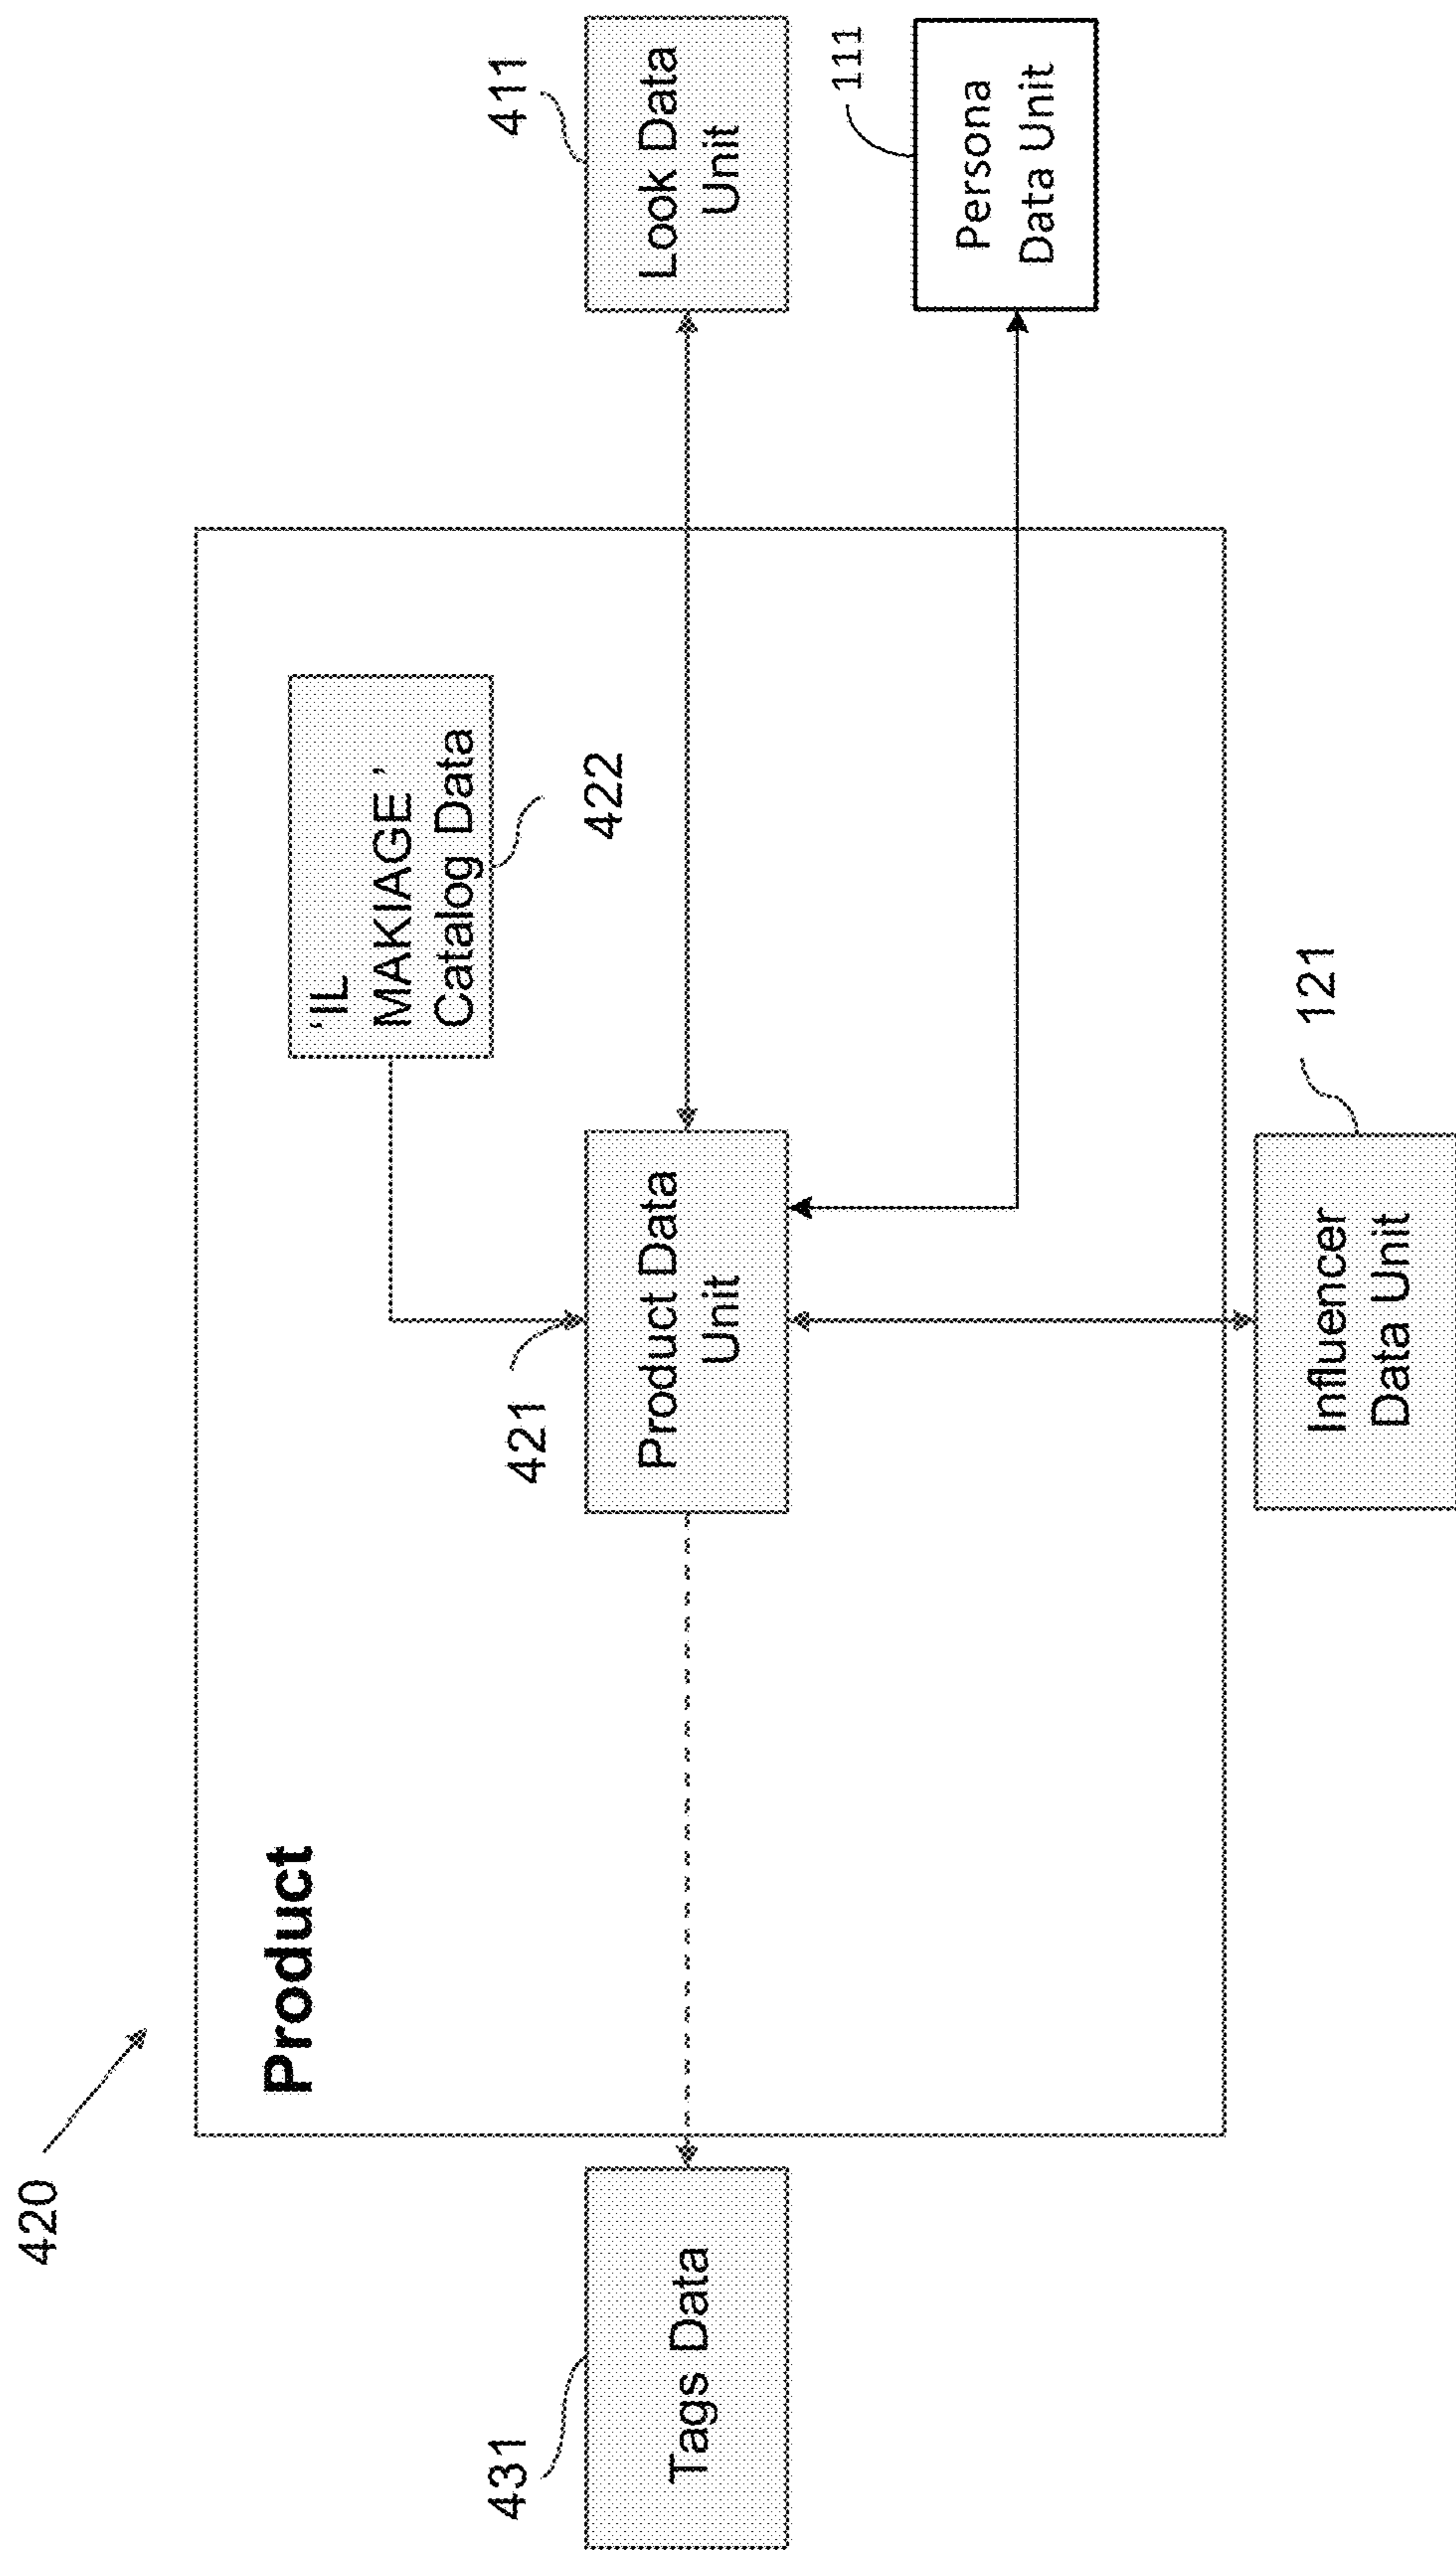 420
Product
431
Tags Data
421
Product Data
Unit
'IL
MAKIAGE'
Catalog Data
422
411
Look Data
Unit
111
Persona
Data Unit
121
Influencer
Data Unit